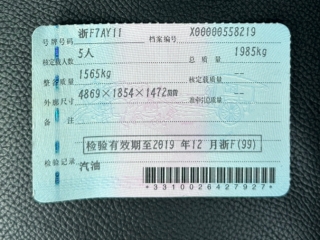 号牌号码 浙F7AY11 档案编号 X00000558219
核定载人数 5人 总质量 1985kg
整备质量 1565kg 核定载质量
外廓尺寸 4869×1854×1472mm 准牵引总质量
备注
检验有效期至2019 年12 月浙F(99)
检验记录 汽油
*3310026427927*